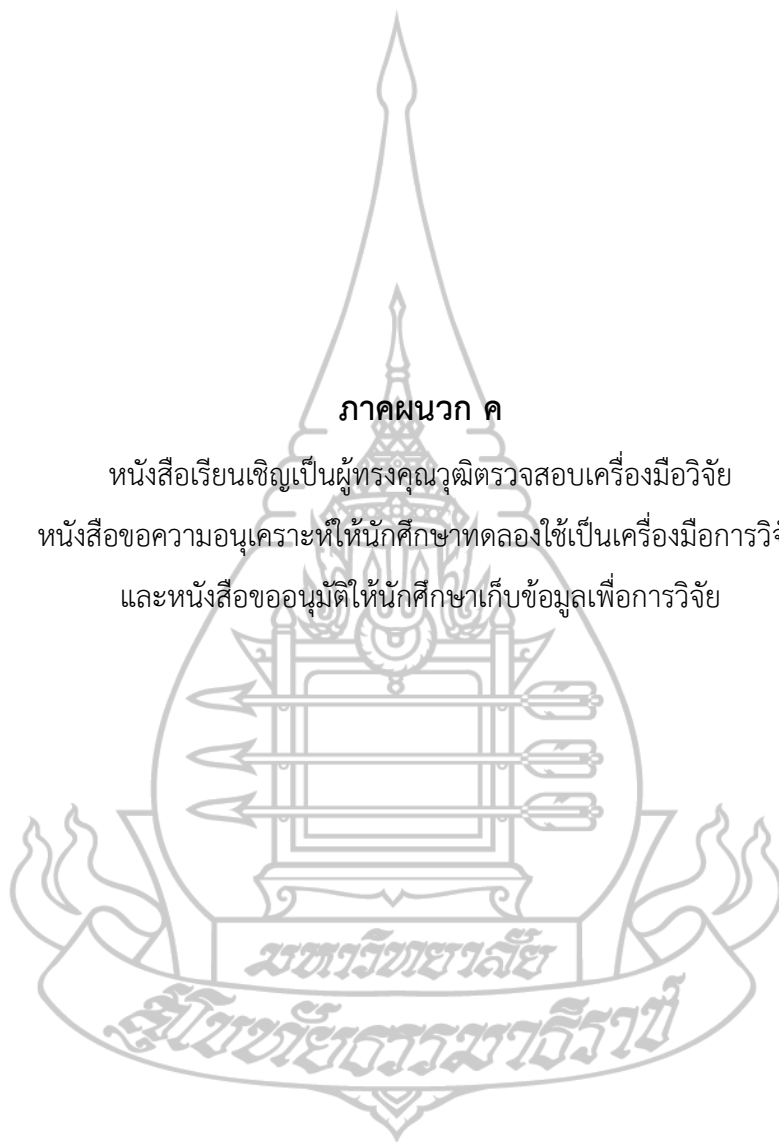 ภาคผนวก ค
หนังสือเรียนเชิญเป็นผู้ทรงคุณวุฒิตรวจสอบเครื่องมือวิจัย
หนังสือขอความอนุเคราะห์ให้นักศึกษาทดลองใช้เป็นเครื่องมือการวิจั
และหนังสือขออนุมัติให้นักศึกษาเก็บข้อมูลเพื่อการวิจัย
มหาวิทยาลัย
สุโขทัยธรรมาธิราช